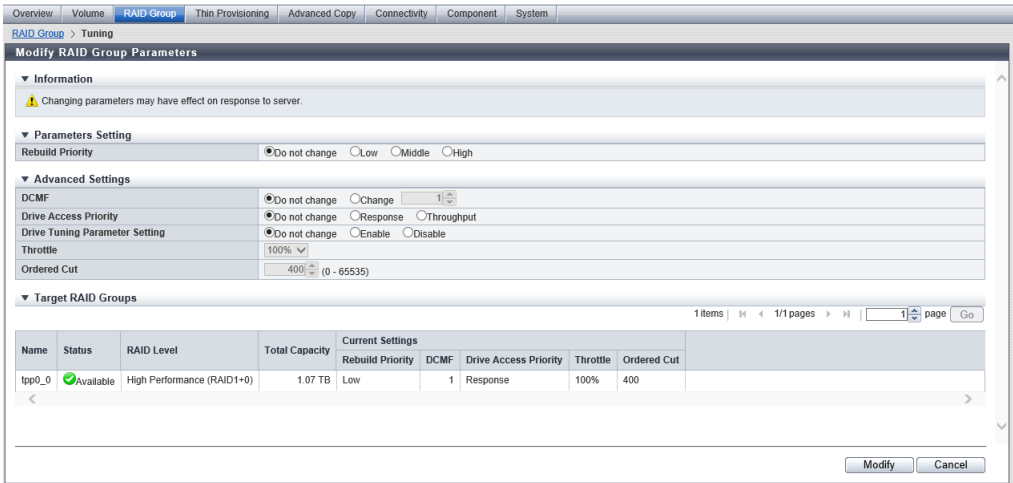 Overview Volume RAID Group Thin Provisioning Advanced Copy Connectivity Component System
RAID Group > Tuning
Modify RAID Group Parameters
▼ Information
Changing parameters may have effect on response to server.
▼ Parameters Setting
Rebuild Priority Do not change Low Middle High
▼ Advanced Settings
DCMF Do not change Change 1
Drive Access Priority Do not change Response Throughput
Drive Tuning Parameter Setting Do not change Enable Disable
Throttle 100%
Ordered Cut 400 (0 - 65535)
▼ Target RAID Groups
1 items 1/1 pages 1 page Go
Name Status RAID Level Total Capacity Current Settings
Rebuild Priority DCMF Drive Access Priority Throttle Ordered Cut
tpp0_0 Available High Performance (RAID1+0) 1.07 TB Low 1 Response 100% 400
Modify Cancel